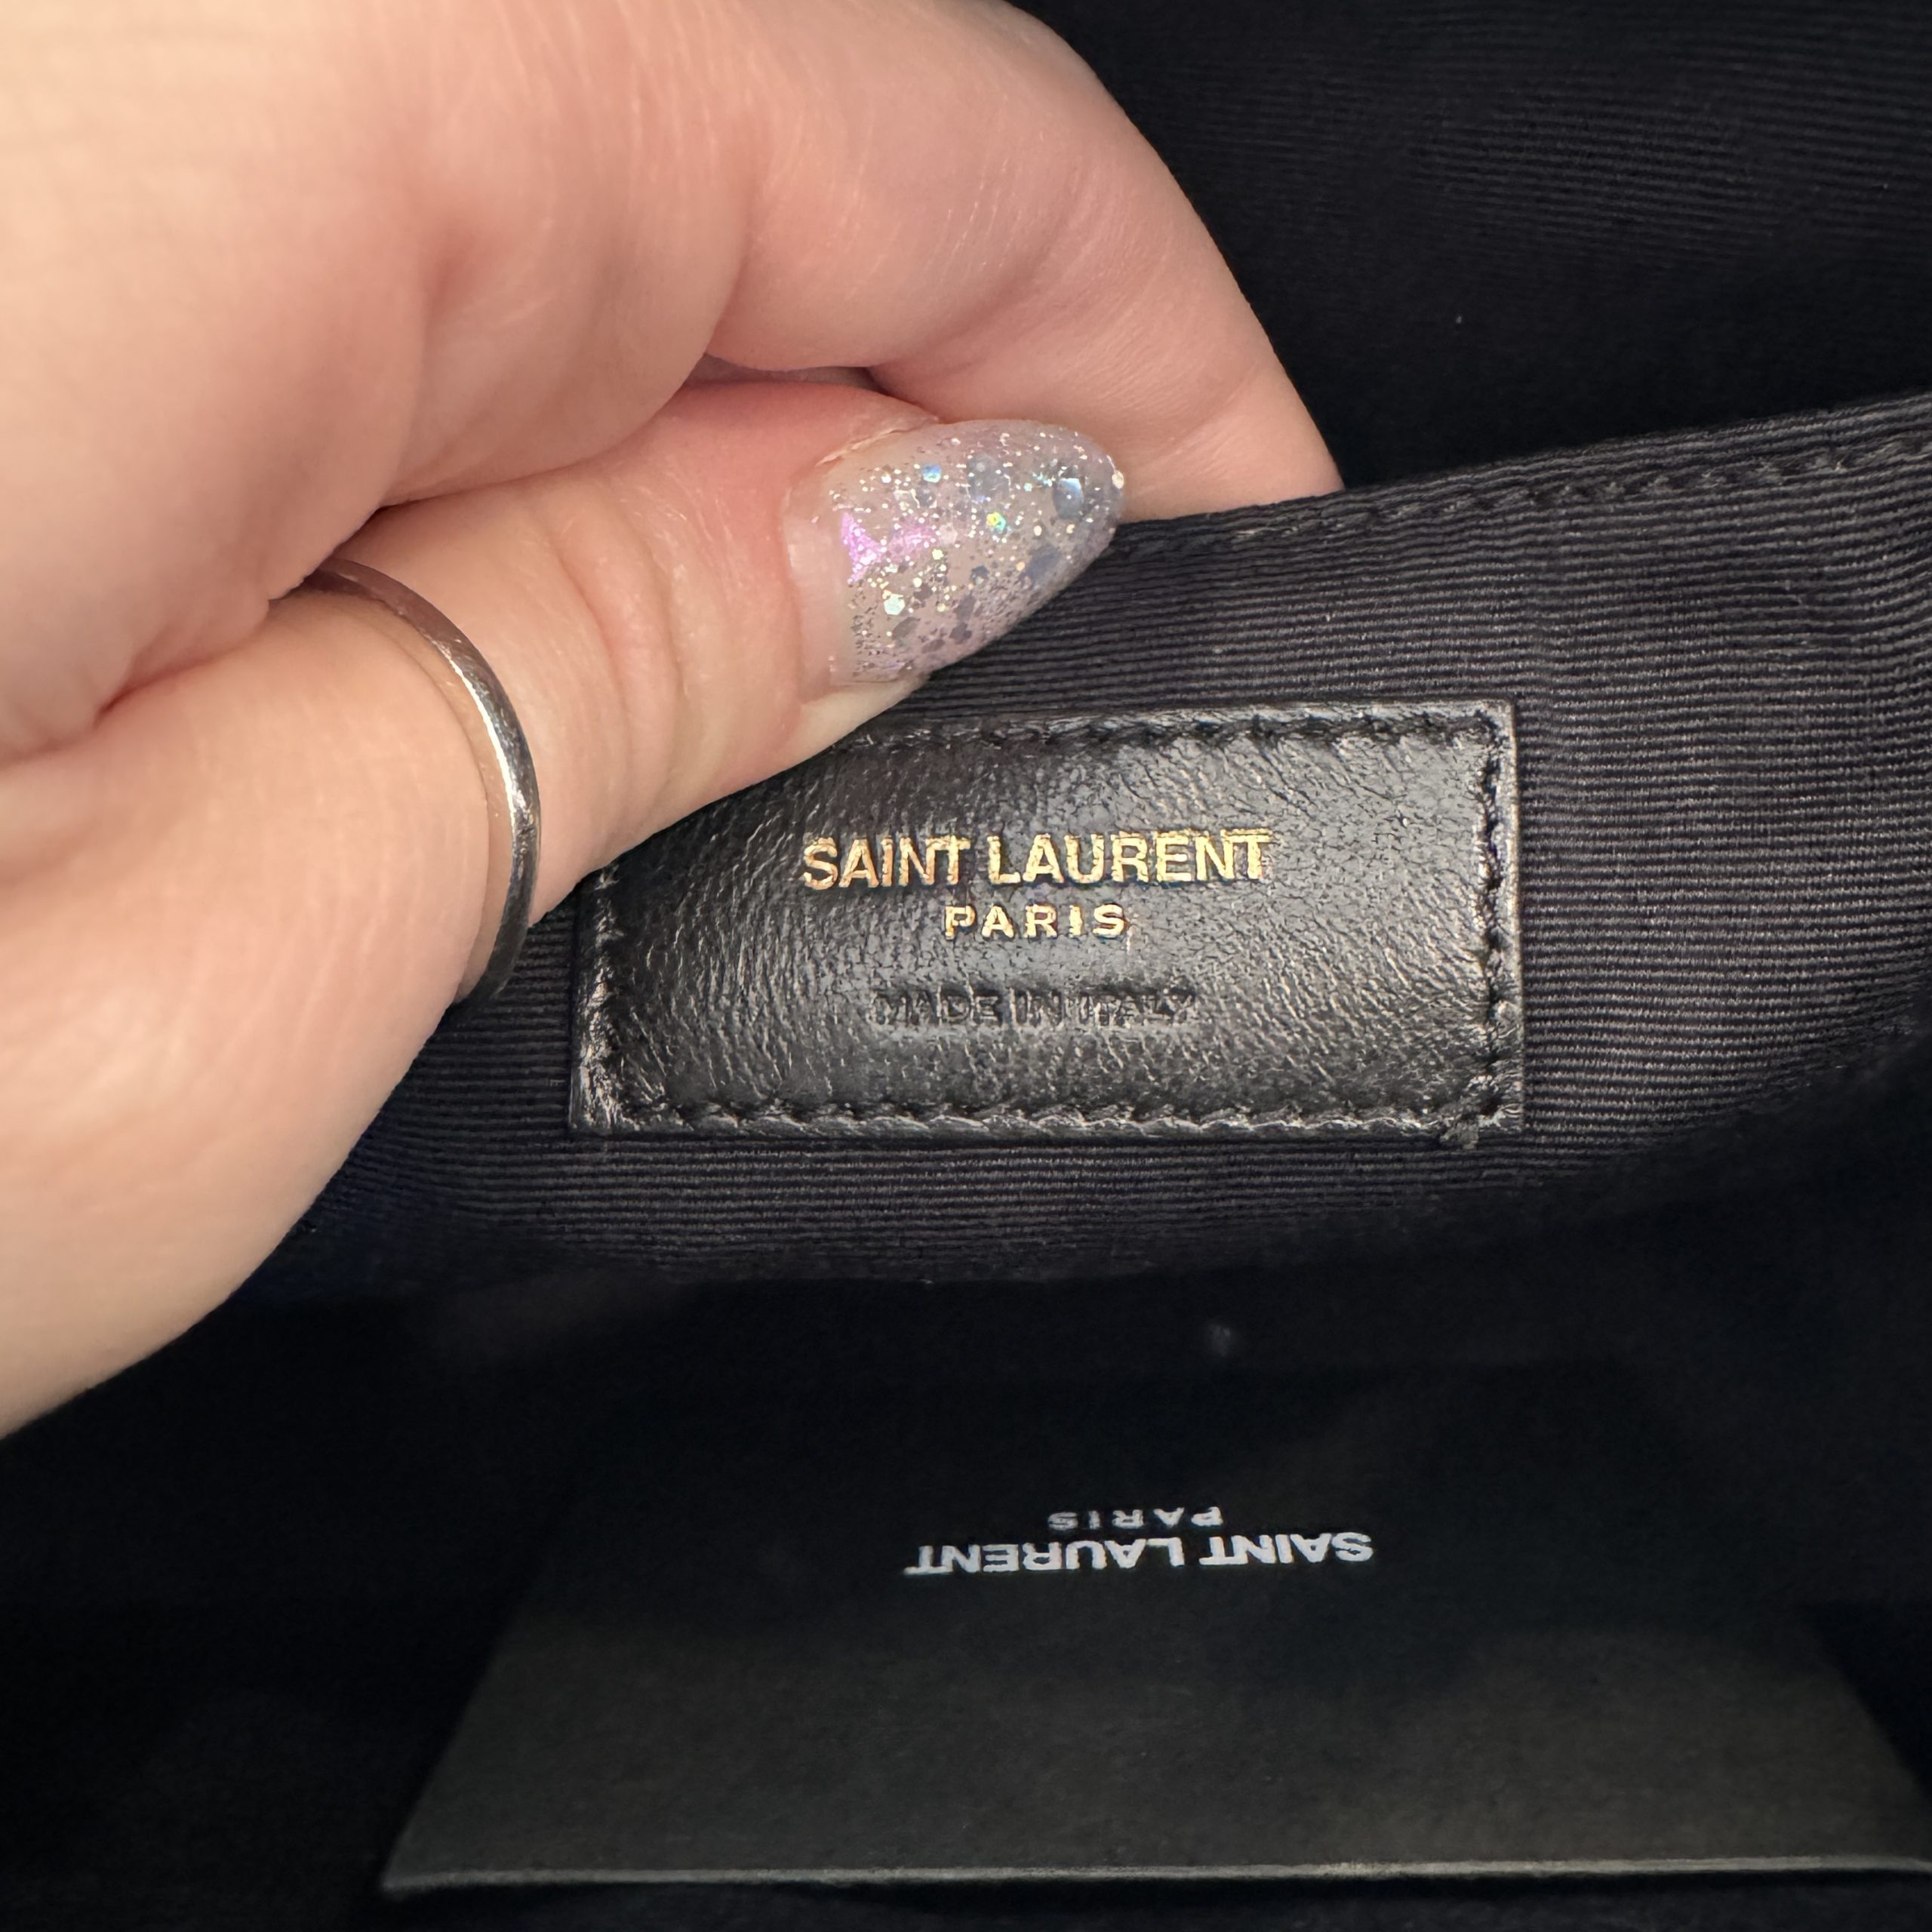 SAINT LAURENT
PARIS
MADE IN ITALY
SAINT LAURENT
PARIS